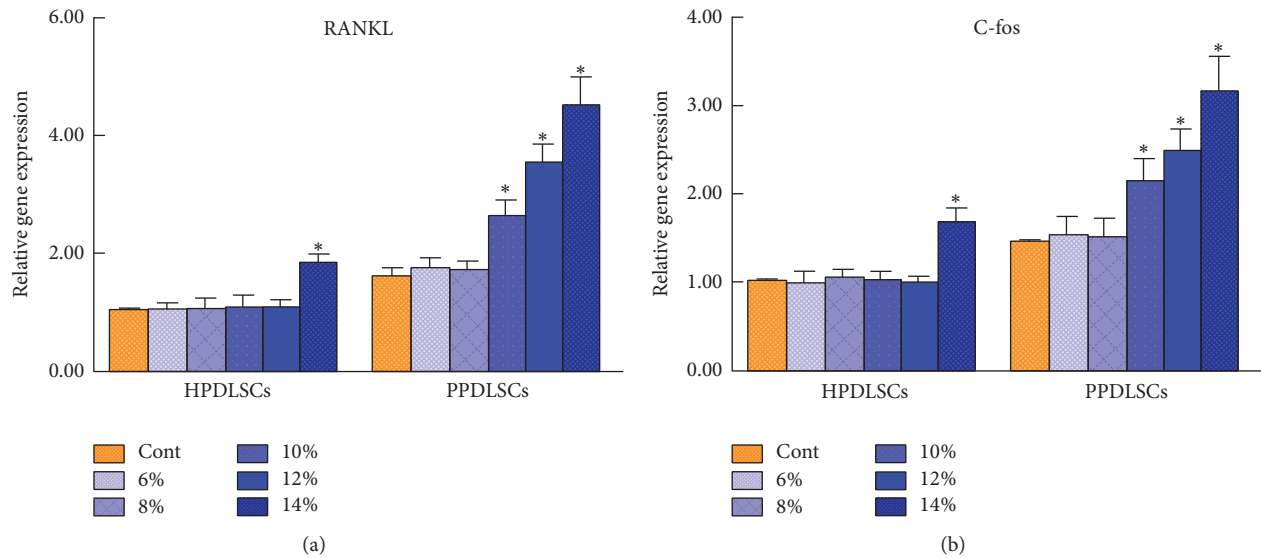 RANKL
Relative gene expression
6.00
4.00
2.00
0.00
* * * *
HPDLSCs PPDLSCs
Cont 10%
6% 12%
8% 14%
(a)
C-fos
Relative gene expression
4.00
3.00
2.00
1.00
0.00
* * * *
HPDLSCs PPDLSCs
Cont 10%
6% 12%
8% 14%
(b)